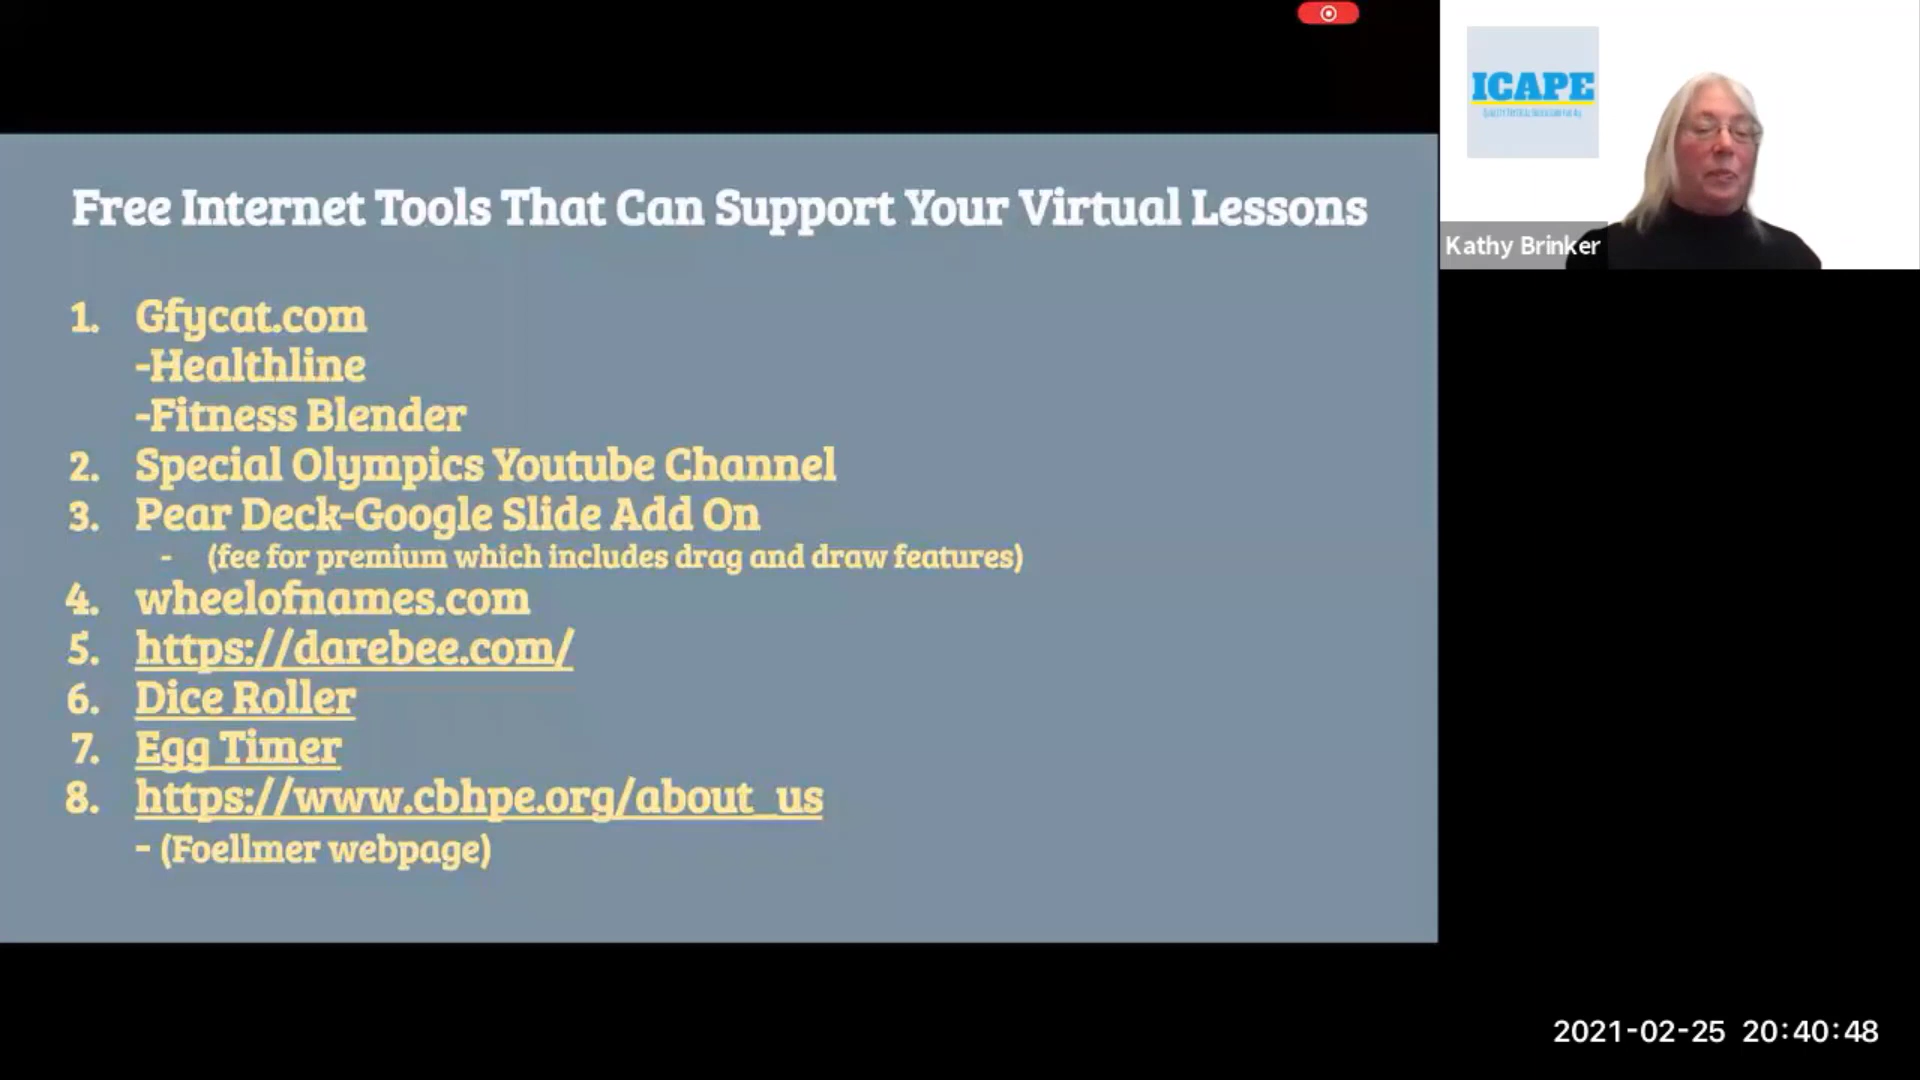 Free Internet Tools That Can Support Your Virtual Lessons
1. Gfycat.com
-Healthline
-Fitness Blender
2. Special Olympics Youtube Channel
3. Pear Deck-Google Slide Add On
- (fee for premium which includes drag and draw features)
4. wheelofnames.com
5. https://darebee.com/
6. Dice Roller
7. Egg Timer
8. https://www.cbhpe.org/about_us
- (Foellmer webpage)
ICAPE
Kathy Brinker
2021-02-25 20:40:48